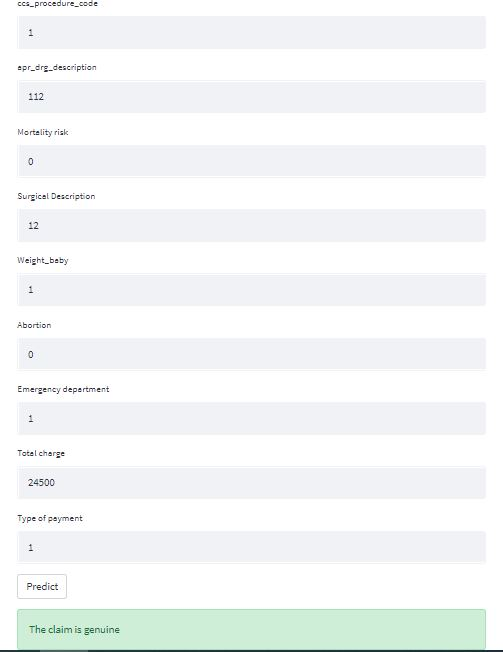 ccs_procedure_code
1
apr_drg_description
112
Mortality risk
0
Surgical Description
12
Weight_baby
1
Abortion
0
Emergency department
1
Total charge
24500
Type of payment
1
Predict
The claim is genuine